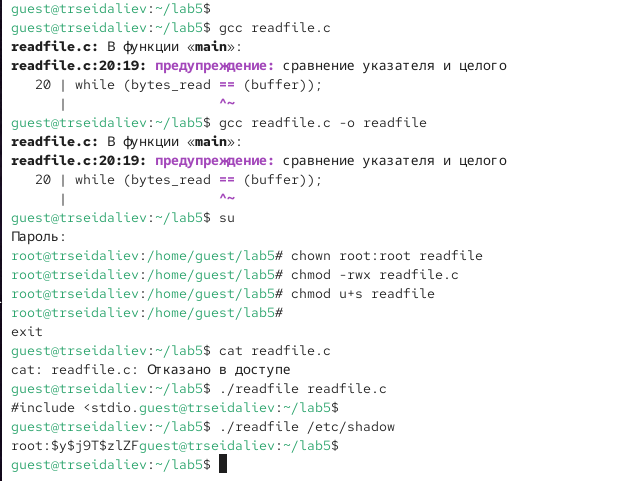 guest@trseidaliev:~/lab5$
guest@trseidaliev:~/lab5$ gcc readfile.c
readfile.c: В функции «main»:
readfile.c:20:19: предупреждение: сравнение указателя и целого
   20 | while (bytes_read == (buffer));
      |                   ^~
guest@trseidaliev:~/lab5$ gcc readfile.c -o readfile
readfile.c: В функции «main»:
readfile.c:20:19: предупреждение: сравнение указателя и целого
   20 | while (bytes_read == (buffer));
      |                   ^~
guest@trseidaliev:~/lab5$ su
Пароль:
root@trseidaliev:/home/guest/lab5# chown root:root readfile
root@trseidaliev:/home/guest/lab5# chmod -rwx readfile.c
root@trseidaliev:/home/guest/lab5# chmod u+s readfile
root@trseidaliev:/home/guest/lab5#
exit
guest@trseidaliev:~/lab5$ cat readfile.c
cat: readfile.c: Отказано в доступе
guest@trseidaliev:~/lab5$ ./readfile readfile.c
#include <stdio.guest@trseidaliev:~/lab5$
guest@trseidaliev:~/lab5$ ./readfile /etc/shadow
root:$y$j9T$zlZFguest@trseidaliev:~/lab5$
guest@trseidaliev:~/lab5$